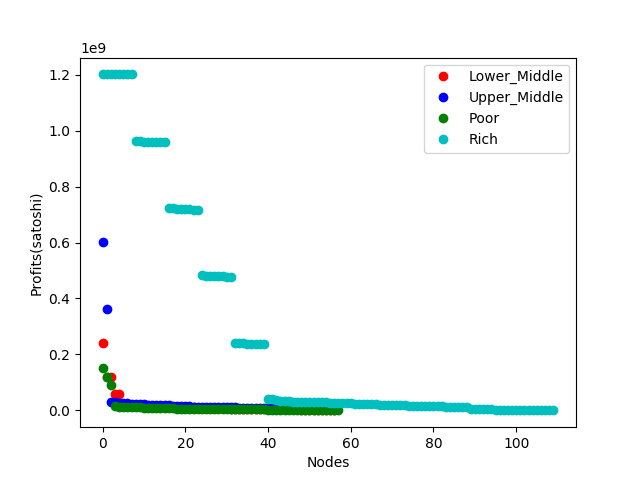 1e9
1.2
1.0
0.8
0.6
0.4
0.2
0.0
Profits(satoshi)
Lower_Middle
Upper_Middle
Poor
Rich
0 20 40 60 80 100
Nodes